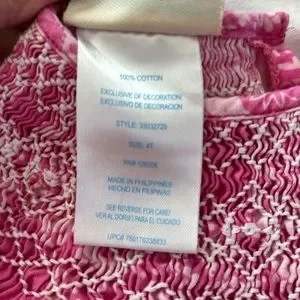 100% COTTON
EXCLUSIVE OF DECORATION
EXCLUSIVO DE DECORACION
STYLE: 33032729
SIZE: 4T
MADE IN PHILIPPINES
HECHO EN FILIPINAS
SEE REVERSE FOR CARE/
VER AL DORSO PARA EL CUIDADO